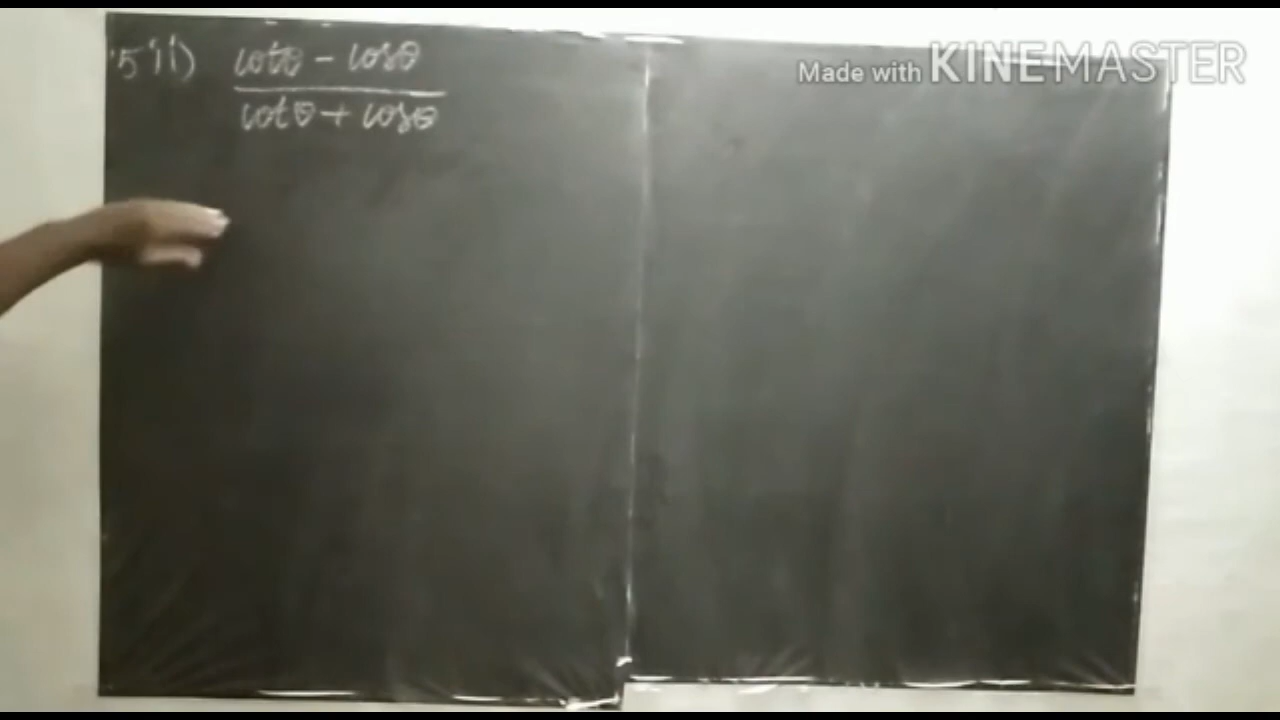 5 ii) cotθ - cosθ
cotθ + cosθ
Made with KINEMASTER